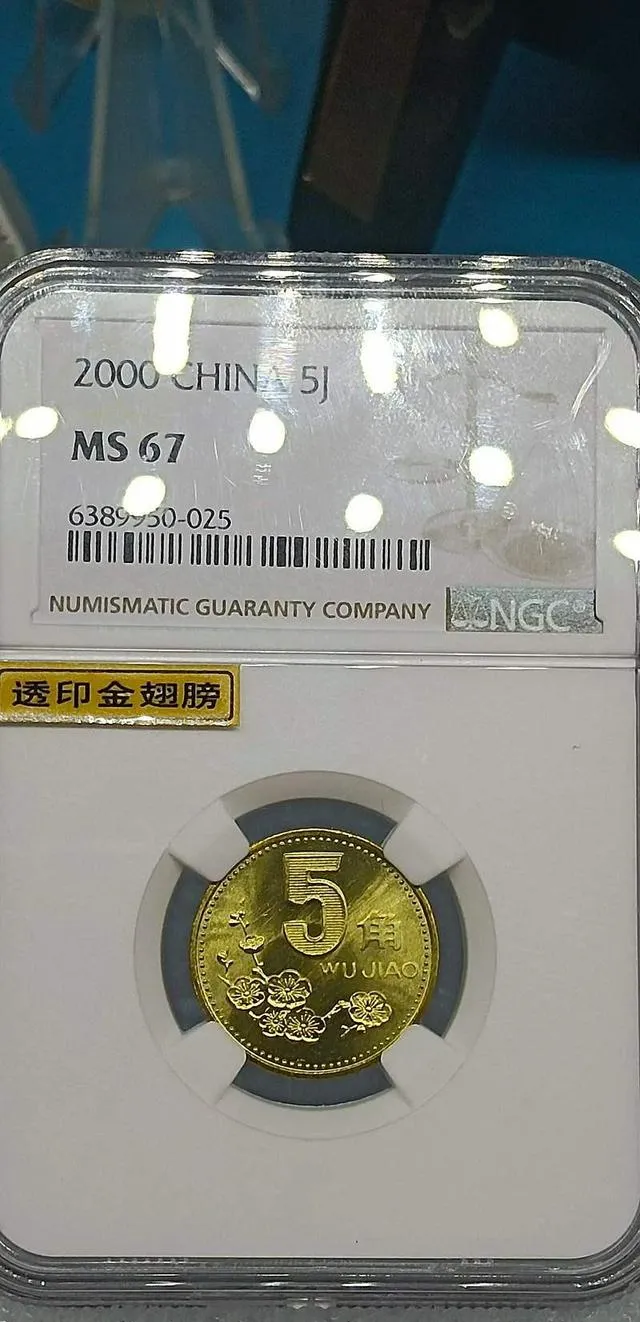 2000 CHINA 5J
MS 67
6389950-025
NUMISMATIC GUARANTY COMPANY
NGC®
透印金翅膀
5角
WU JIAO